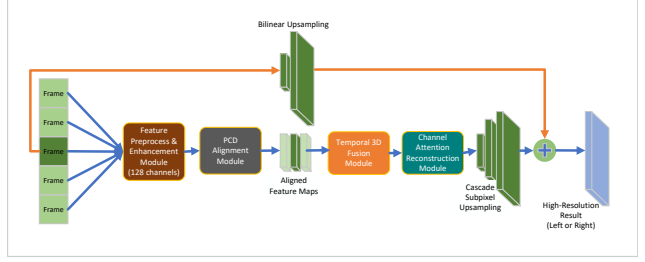 Bilinear Upsampling
Frame
Frame
Frame
Frame
Frame
Feature
Preprocess &
Enhancement
Module
(128 channels)
PCD
Alignment
Module
Aligned
Feature Maps
Temporal 3D
Fusion
Module
Channel
Attention
Reconstruction
Module
Cascade
Subpixel
Upsampling
High-Resolution
Result
(Left or Right)